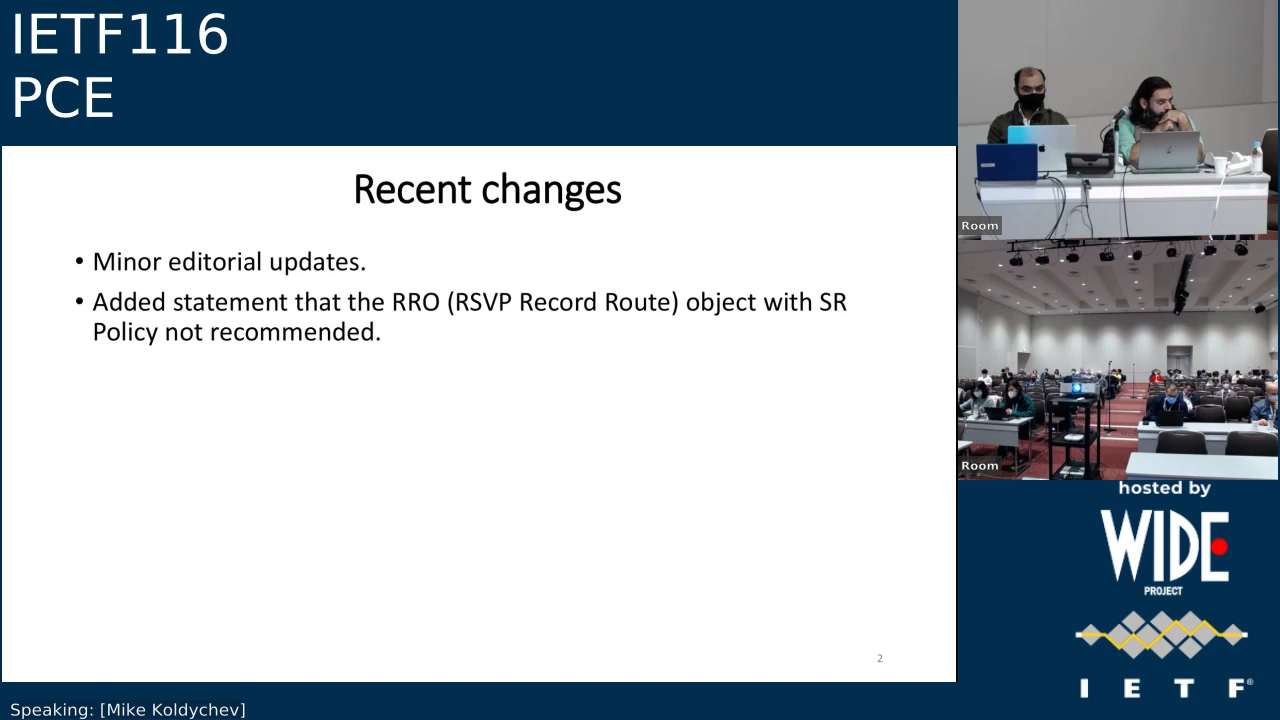 IETF116
PCE
Recent changes
• Minor editorial updates.
• Added statement that the RRO (RSVP Record Route) object with SR
Policy not recommended.
2
Room
Room
hosted by
WIDE
PROJECT
I E T F®
Speaking: [Mike Koldychev]